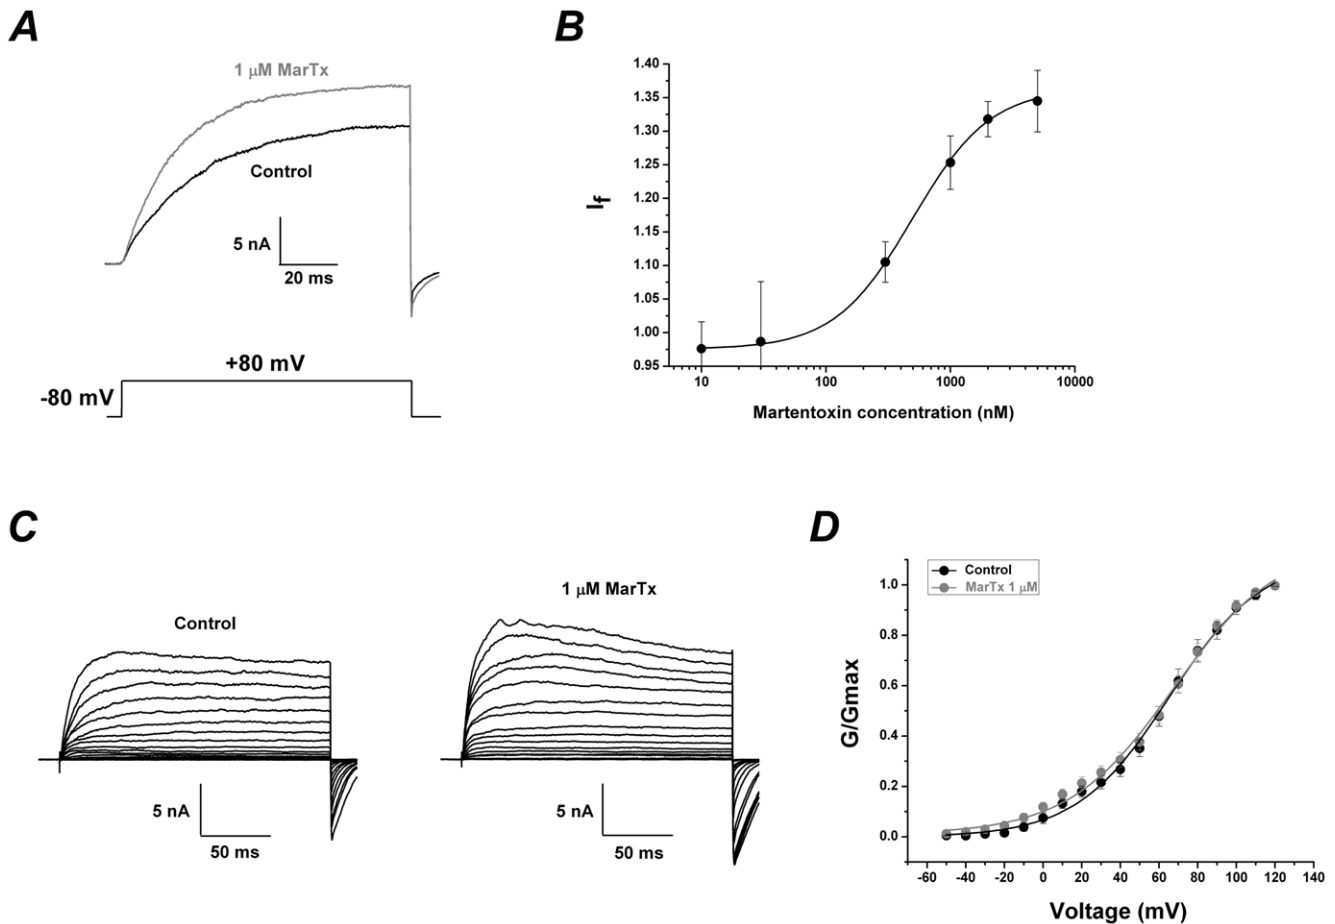 A
1 μM MarTx
Control
5 nA
20 ms
+80 mV
-80 mV
B
1.40
1.35
1.30
1.25
1.20
1.15
1.10
1.05
1.00
0.95
If
10
100
1000
10000
Martentoxin concentration (nM)
C
Control
5 nA
50 ms
1 μM MarTx
5 nA
50 ms
D
Control
MarTx 1 μM
1.0
0.8
0.6
0.4
0.2
0.0
G/Gmax
-60 -40 -20 0 20 40 60 80 100 120 140
Voltage (mV)